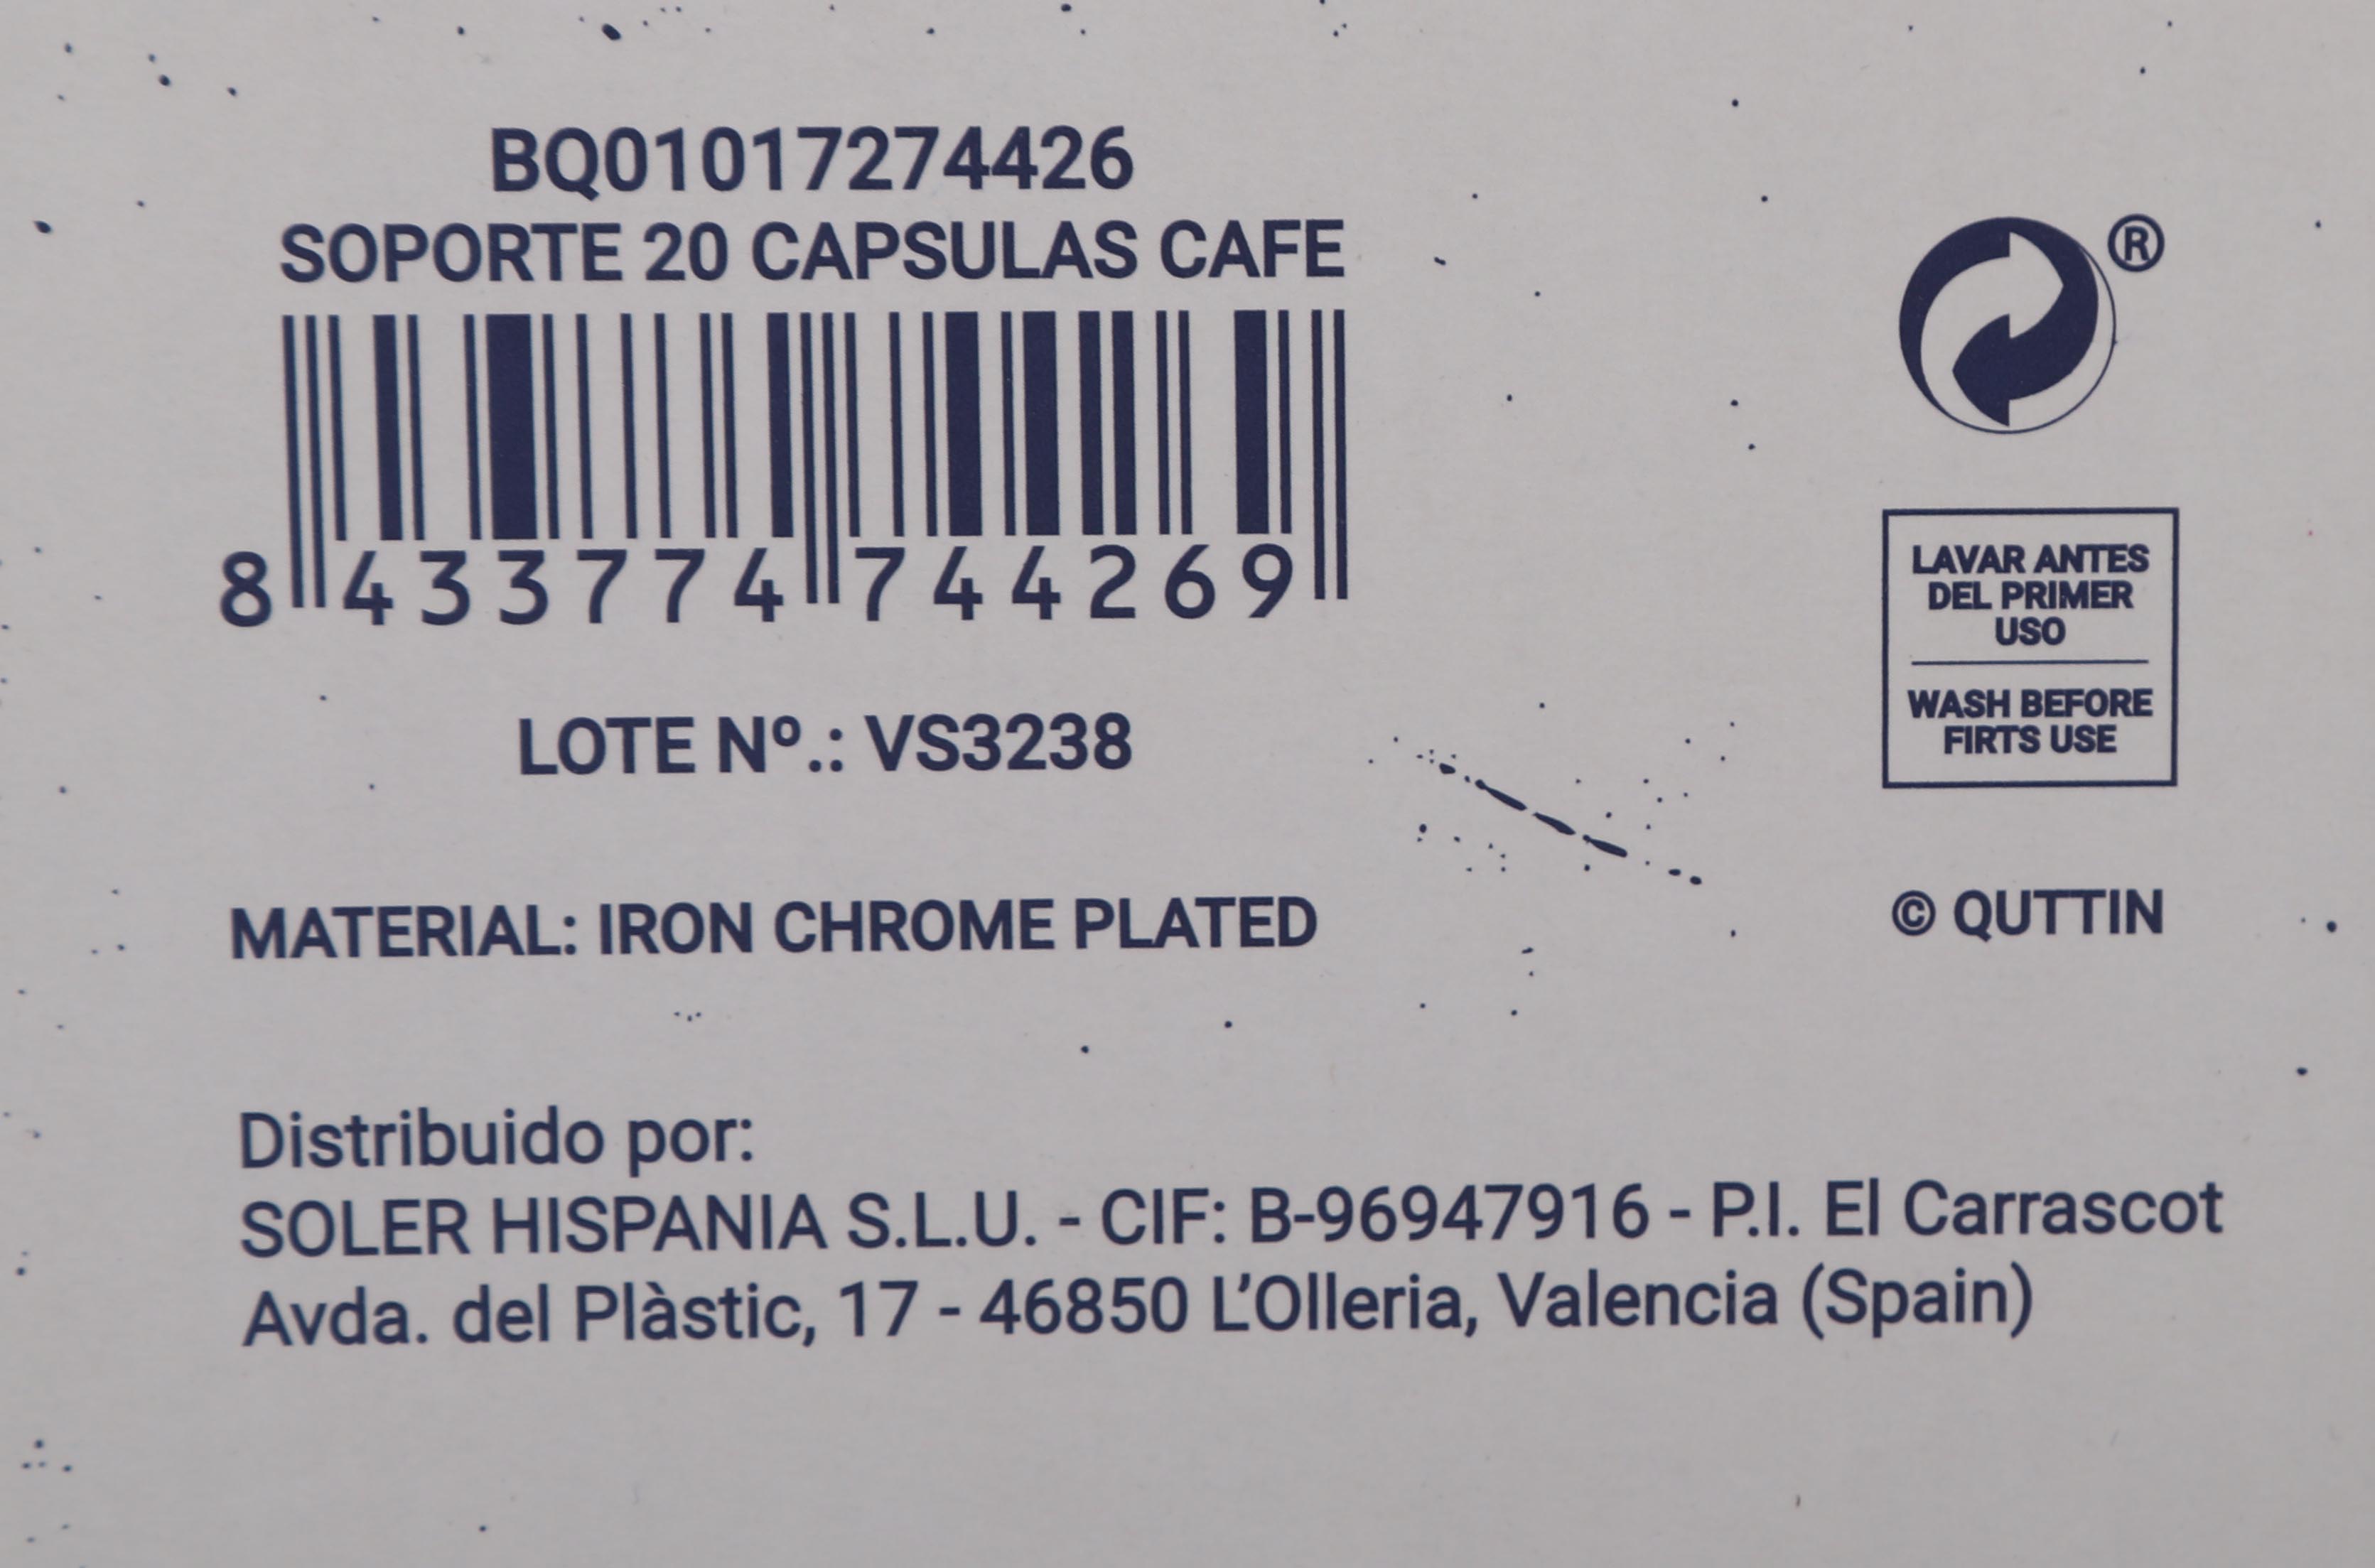 BQ01017274426
SOPORTE 20 CAPSULAS CAFE
8 433774 744269
LOTE Nº.: VS3238
MATERIAL: IRON CHROME PLATED
®
LAVAR ANTES
DEL PRIMER
USO
WASH BEFORE
FIRTS USE
© QUTTIN
Distribuido por:
SOLER HISPANIA S.L.U. - CIF: B-96947916 - P.I. El Carrascot
Avda. del Plàstic, 17 - 46850 L’Olleria, Valencia (Spain)